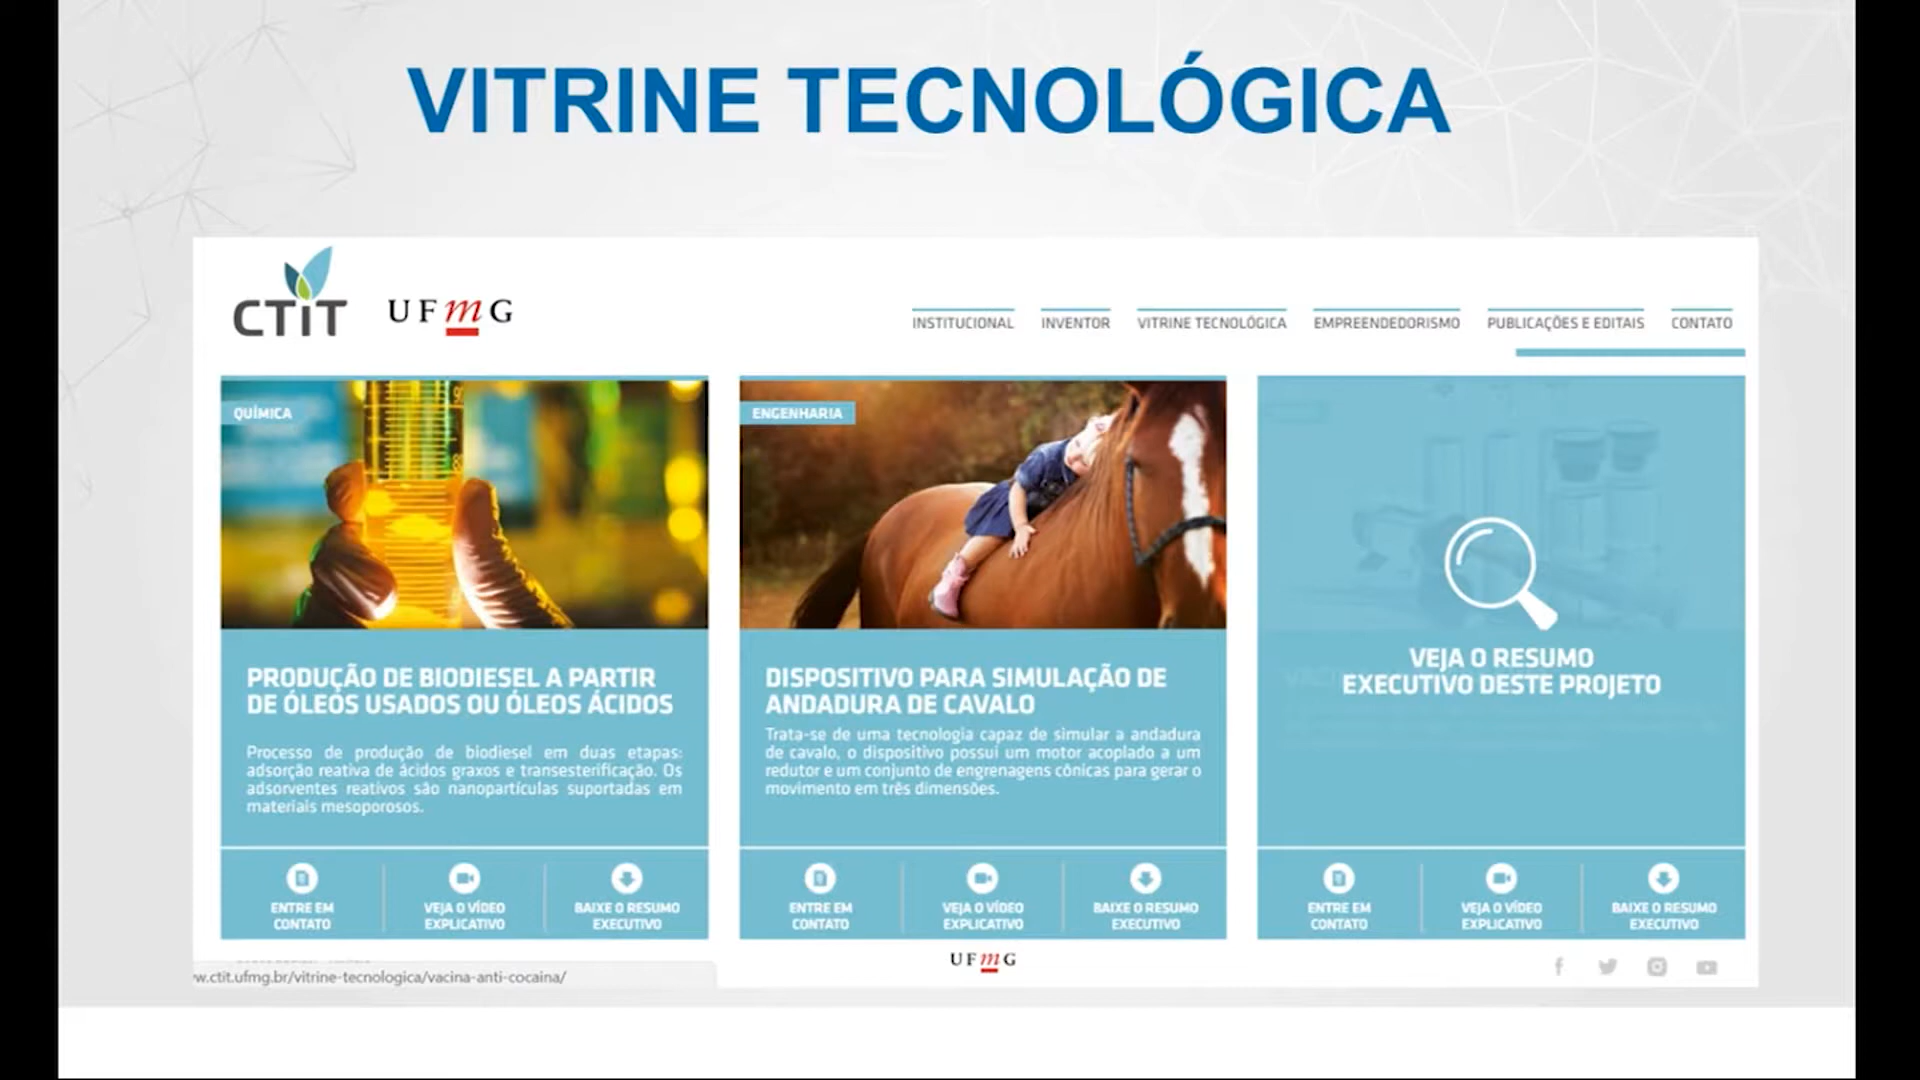 VITRINE TECNOLÓGICA
CTiT
UFmG
INSTITUCIONAL INVENTOR VITRINE TECNOLÓGICA EMPREENDEDORISMO PUBLICAÇÕES E EDITAIS CONTATO
QUÍMICA
PRODUÇÃO DE BIODIESEL A PARTIR
DE ÓLEOS USADOS OU ÓLEOS ÁCIDOS
Processo de produção de biodiesel em duas etapas:
adsorção reativa de ácidos graxos e transesterificação. Os
adsorventes reativos são nanopartículas suportadas em
materiais mesoporosos.
ENTRE EM
CONTATO
VEJA O VÍDEO
EXPLICATIVO
BAIXE O RESUMO
EXECUTIVO
ENGENHARIA
DISPOSITIVO PARA SIMULAÇÃO DE
ANDADURA DE CAVALO
Trata-se de uma tecnologia capaz de simular a andadura
de cavalo, o dispositivo possui um motor acoplado a um
redutor e um conjunto de engrenagens cônicas para gerar o
movimento em três dimensões.
ENTRE EM
CONTATO
VEJA O VÍDEO
EXPLICATIVO
BAIXE O RESUMO
EXECUTIVO
VEJA O RESUMO
EXECUTIVO DESTE PROJETO
ENTRE EM
CONTATO
VEJA O VÍDEO
EXPLICATIVO
BAIXE O RESUMO
EXECUTIVO
UFmG
w.ctit.ufmg.br/vitrine-tecnologica/vacina-anti-cocaina/